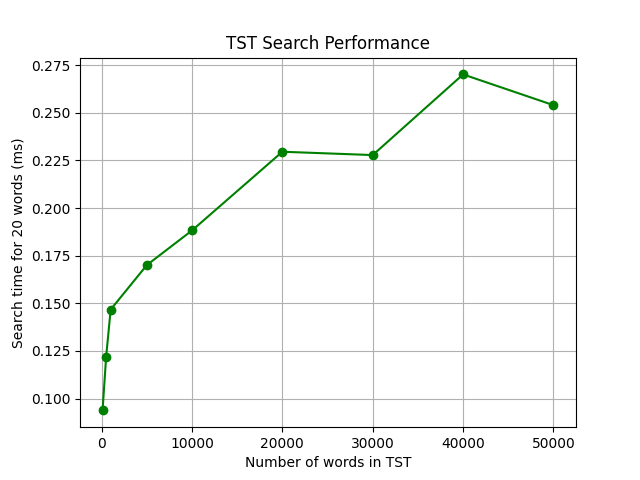 TST Search Performance
0.275
0.250
0.225
0.200
0.175
0.150
0.125
0.100
Search time for 20 words (ms)
0 10000 20000 30000 40000 50000
Number of words in TST